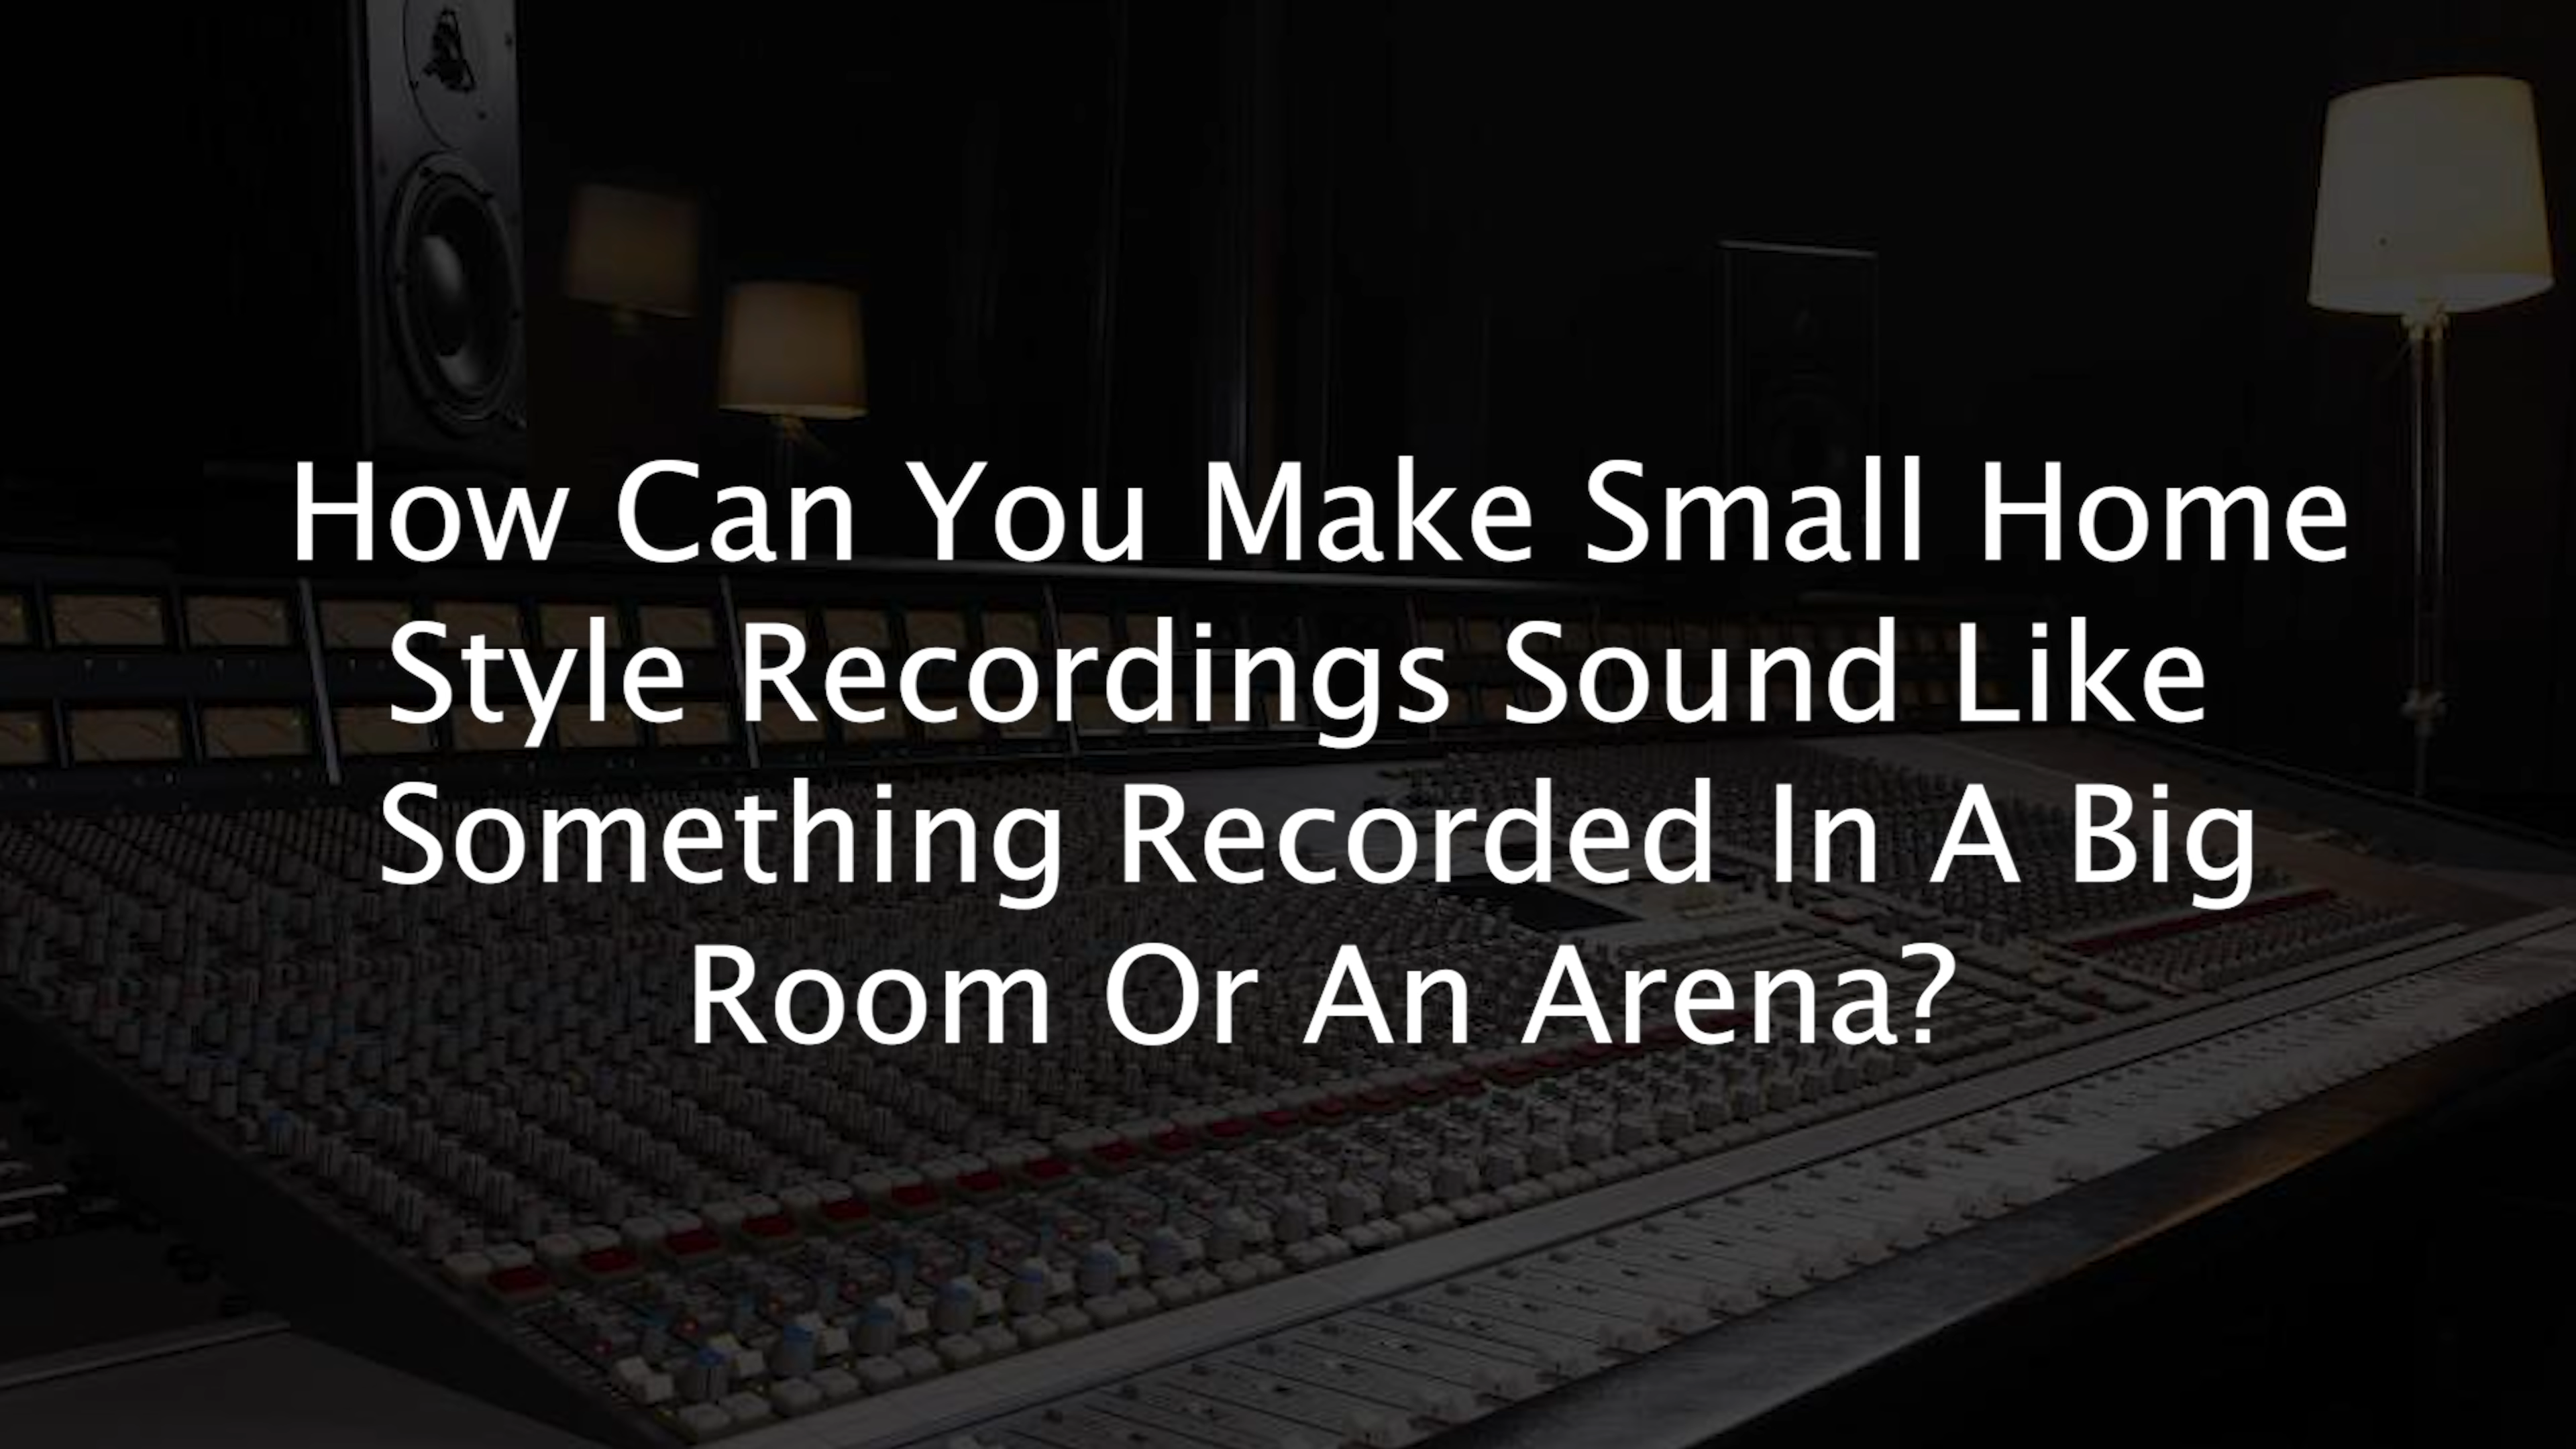 How Can You Make Small Home
Style Recordings Sound Like
Something Recorded In A Big
Room Or An Arena?